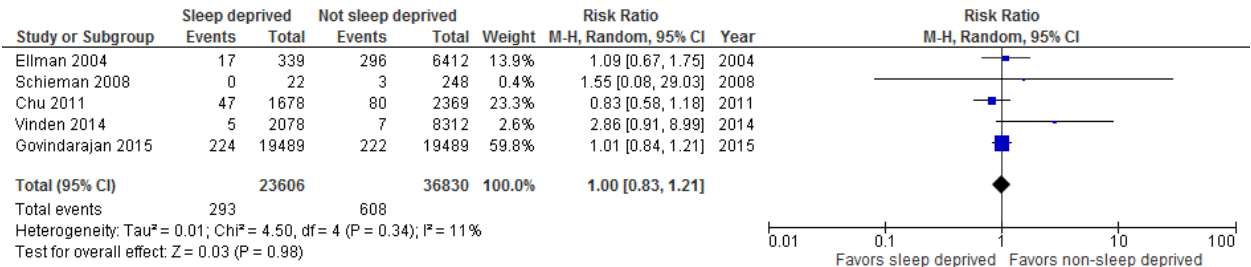 Sleep deprived Not sleep deprived Risk Ratio Risk Ratio
Study or Subgroup Events Total Events Total Weight M-H, Random, 95% CI Year M-H, Random, 95% CI
Ellman 2004 17 339 296 6412 13.9% 1.09 [0.67, 1.75] 2004
Schieman 2008 0 22 3 248 0.4% 1.55 [0.08, 29.03] 2008
Chu 2011 47 1678 80 2369 23.3% 0.83 [0.58, 1.18] 2011
Vinden 2014 5 2078 7 8312 2.6% 2.86 [0.91, 8.99] 2014
Govindarajan 2015 224 19489 222 19489 59.8% 1.01 [0.84, 1.21] 2015
Total (95% CI) 23606 36830 100.0% 1.00 [0.83, 1.21]
Total events 293 608
Heterogeneity: Tau² = 0.01; Chi² = 4.50, df = 4 (P = 0.34); I² = 11%
Test for overall effect: Z = 0.03 (P = 0.98)
0.01 0.1 1 10 100
Favors sleep deprived Favors non-sleep deprived